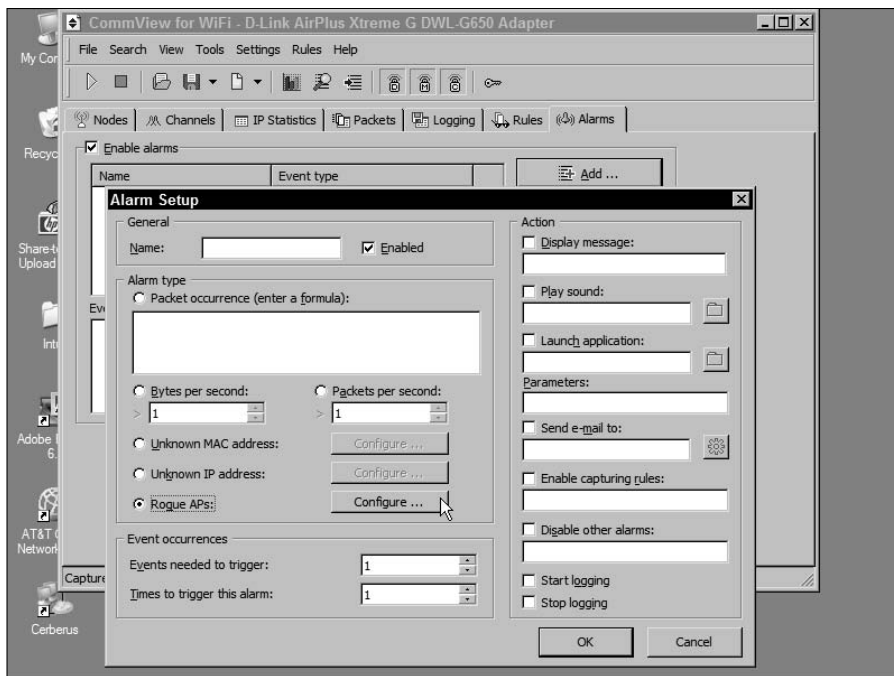 CommView for WiFi - D-Link AirPlus Xtreme G DWL-G650 Adapter
File Search View Tools Settings Rules Help
Nodes Channels IP Statistics Packets Logging Rules Alarms
Enable alarms
Name Event type
Add ...
Alarm Setup
General
Name:
Enabled
Alarm type
Packet occurrence (enter a formula):
Bytes per second: Packets per second:
> 1 > 1
Unknown MAC address: Configure ...
Unknown IP address: Configure ...
Rogue APs: Configure ...
Event occurrences
Events needed to trigger: 1
Times to trigger this alarm: 1
Action
Display message:
Play sound:
Launch application:
Parameters:
Send e-mail to:
Enable capturing rules:
Disable other alarms:
Start logging
Stop logging
OK Cancel
Capture
My Co
Recyc
Share-t
Upload
Int
Adobe
6.
AT&T
Network
Cerberus
Ev